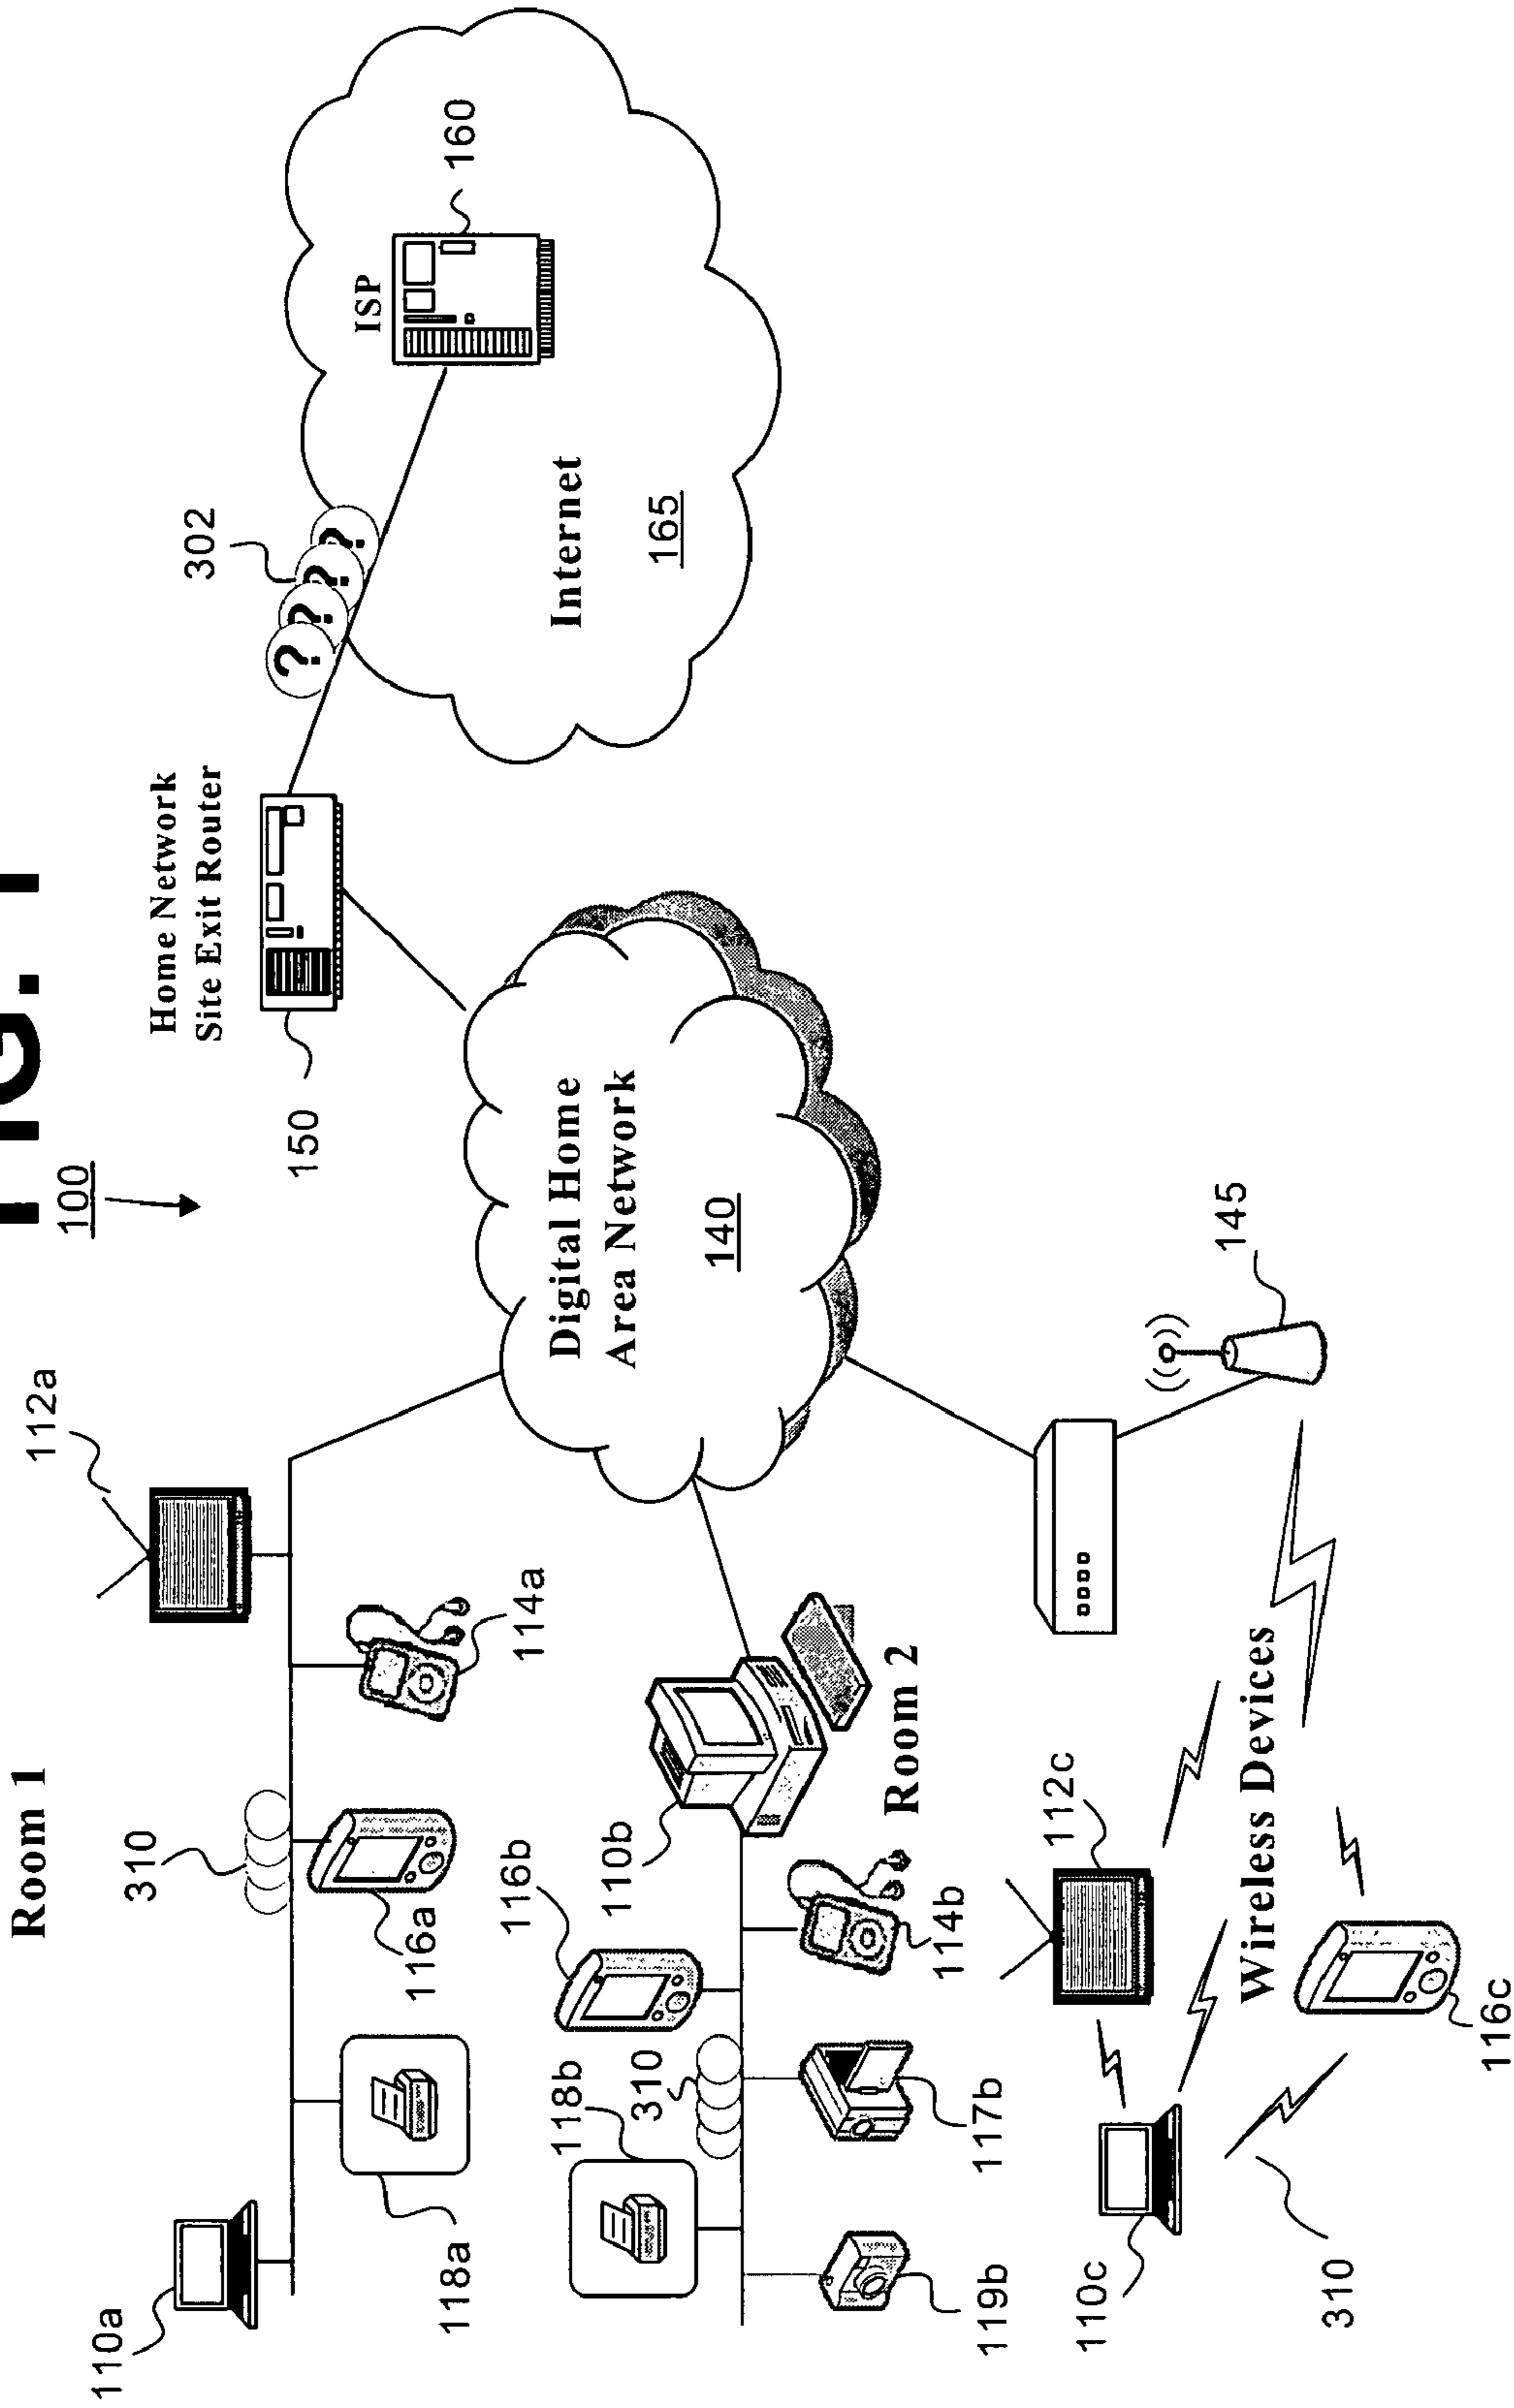 FIG. 1
100
Room 1
110a
118a
310
116a
114a
112a
Home Network
Site Exit Router
150
302
? ? ? ?
ISP
160
Internet
165
Digital Home
Area Network
140
118b
310
116b
110b
119b
117b
114b
Room 2
110c
112c
Wireless Devices
310
116c
145